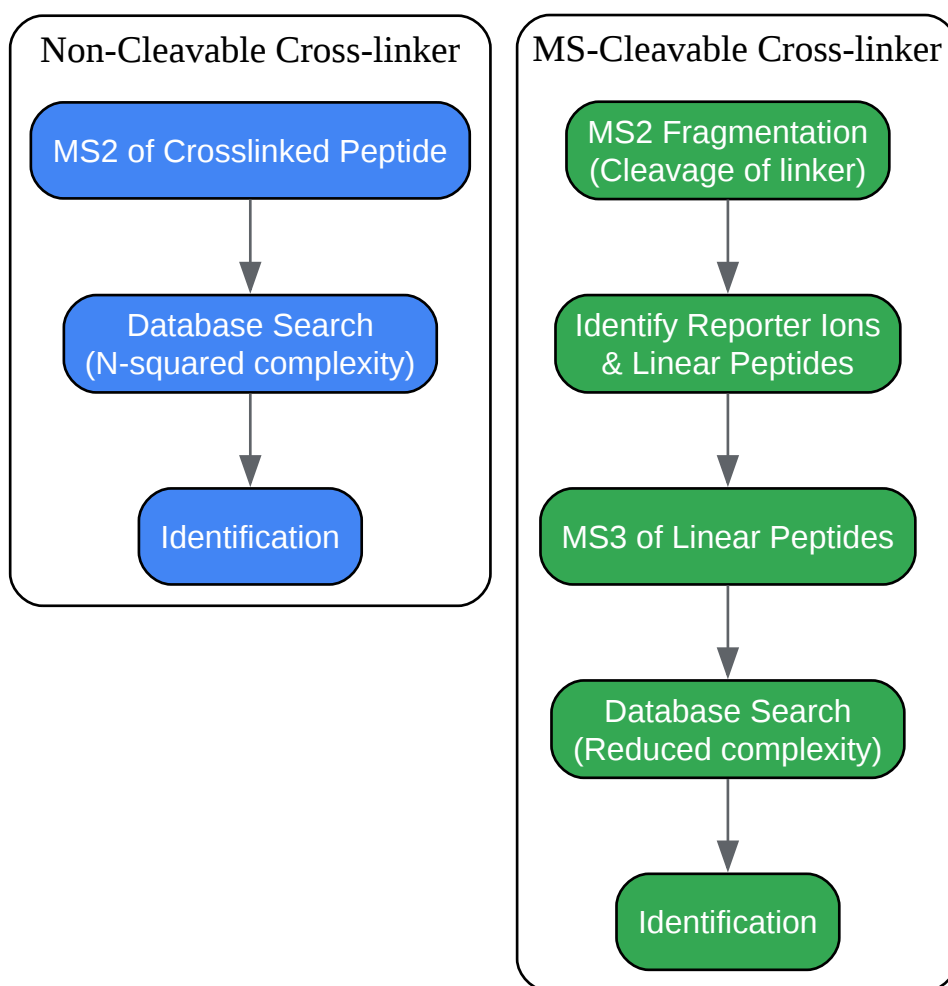 Non-Cleavable Cross-linker
MS2 of Crosslinked Peptide
Database Search
(N-squared complexity)
Identification
MS-Cleavable Cross-linker
MS2 Fragmentation
(Cleavage of linker)
Identify Reporter Ions
& Linear Peptides
MS3 of Linear Peptides
Database Search
(Reduced complexity)
Identification